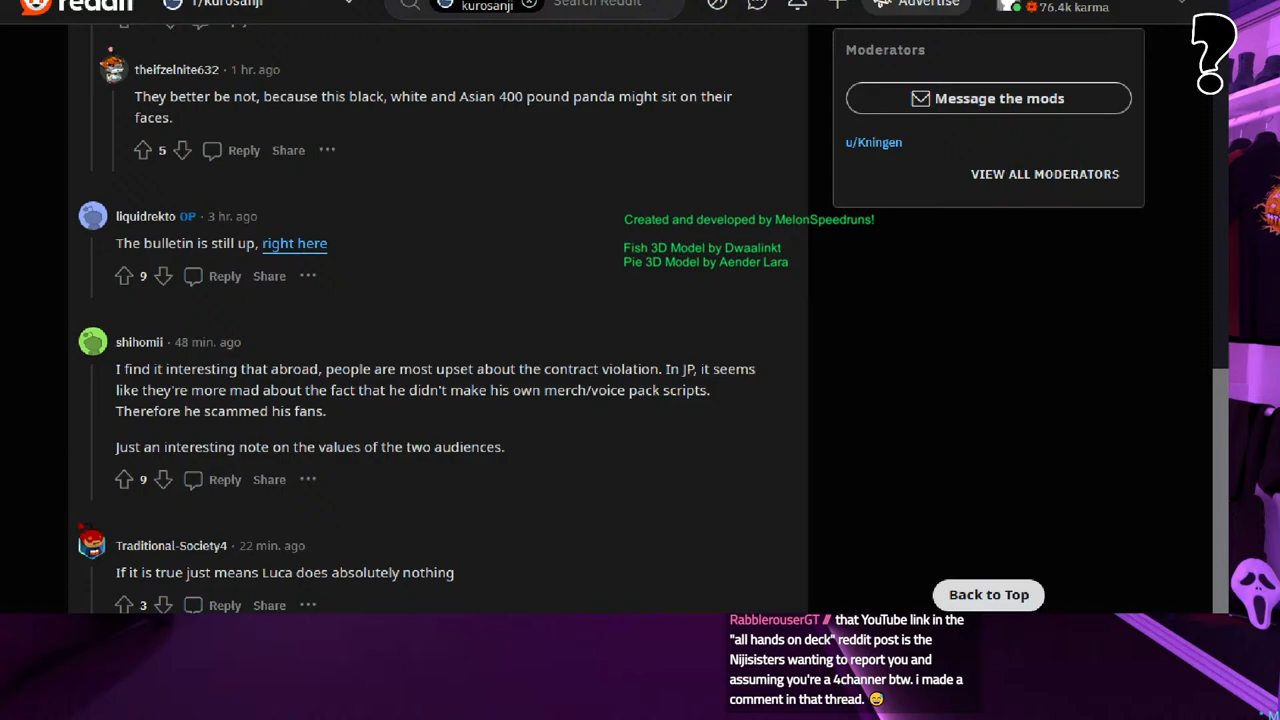 reddit
r/kurosanji
kurosanji
Search Reddit
Advertise
76.4k karma
theifzelnite632 · 1 hr. ago
They better be not, because this black, white and Asian 400 pound panda might sit on their
faces.
5 Reply Share ···
Moderators
Message the mods
u/Kningen
VIEW ALL MODERATORS
liquidrekto OP · 3 hr. ago
The bulletin is still up, right here
9 Reply Share ···
Created and developed by MelonSpeedruns!
Fish 3D Model by Dwaalinkt
Pie 3D Model by Aender Lara
shihomii · 48 min. ago
I find it interesting that abroad, people are most upset about the contract violation. In JP, it seems
like they're more mad about the fact that he didn't make his own merch/voice pack scripts.
Therefore he scammed his fans.
Just an interesting note on the values of the two audiences.
9 Reply Share ···
Traditional-Society4 · 22 min. ago
If it is true just means Luca does absolutely nothing
3 Reply Share ···
Back to Top
RabblerouserGT // that YouTube link in the
"all hands on deck" reddit post is the
Nijisisters wanting to report you and
assuming you're a 4channer btw. i made a
comment in that thread. 😅
?